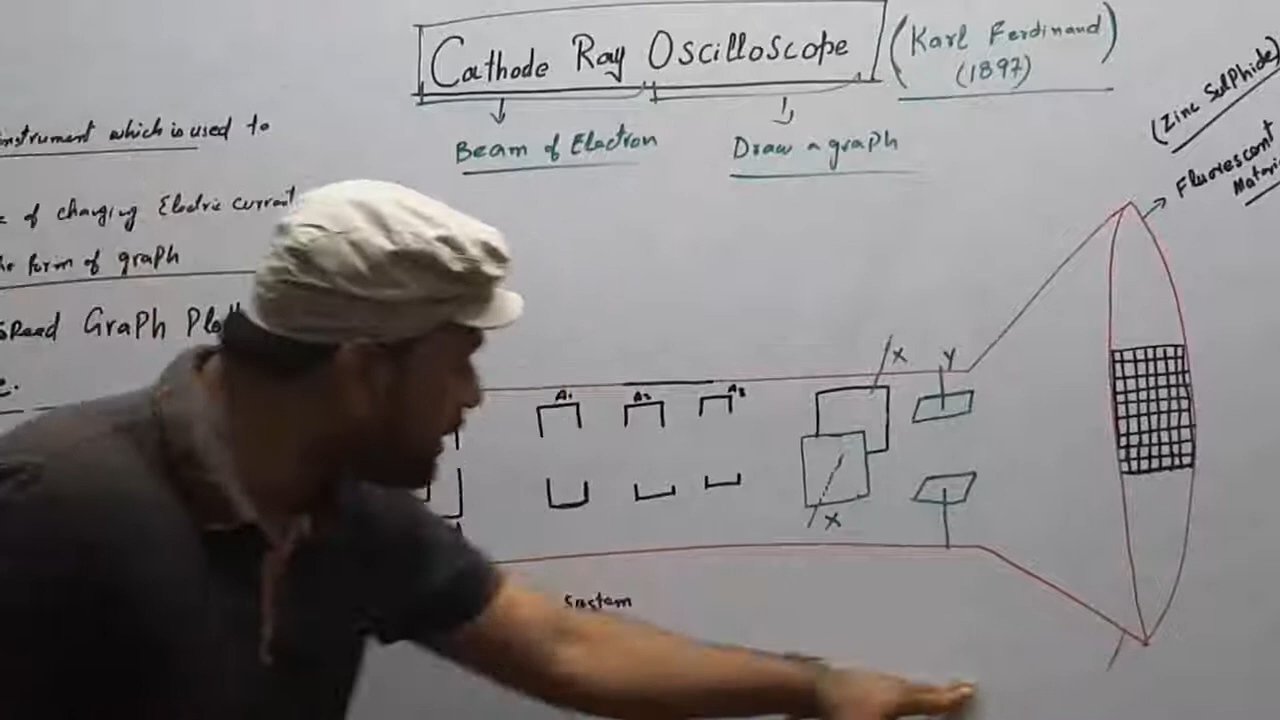 Cathode Ray Oscilloscope
(Karl Ferdinand)
(1897)
Beam of Electron
Draw a graph
(Zinc Sulphide)
Fluorescent
instrument which is used to
of changing Electric current
form of graph
Speed Graph
A1
A2
A3
X
Y
X
System